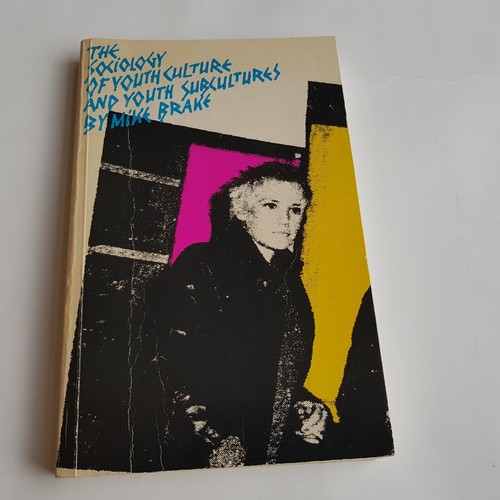 THE
SOCIOLOGY
OF YOUTH CULTURE
AND YOUTH SUBCULTURES
BY MIKE BRAKE